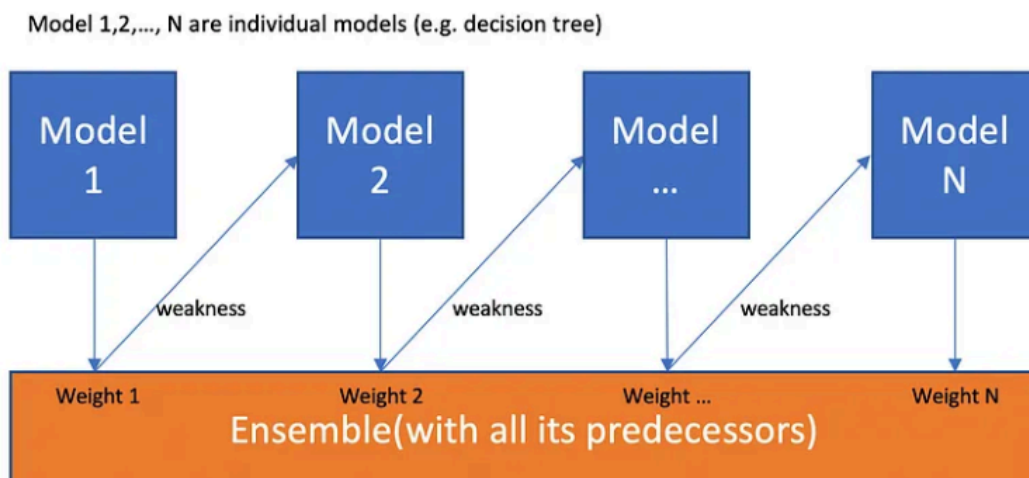 Model 1,2,..., N are individual models (e.g. decision tree)
Model
1
Model
2
Model
...
Model
N
weakness
weakness
weakness
Weight 1
Weight 2
Weight ...
Weight N
Ensemble(with all its predecessors)